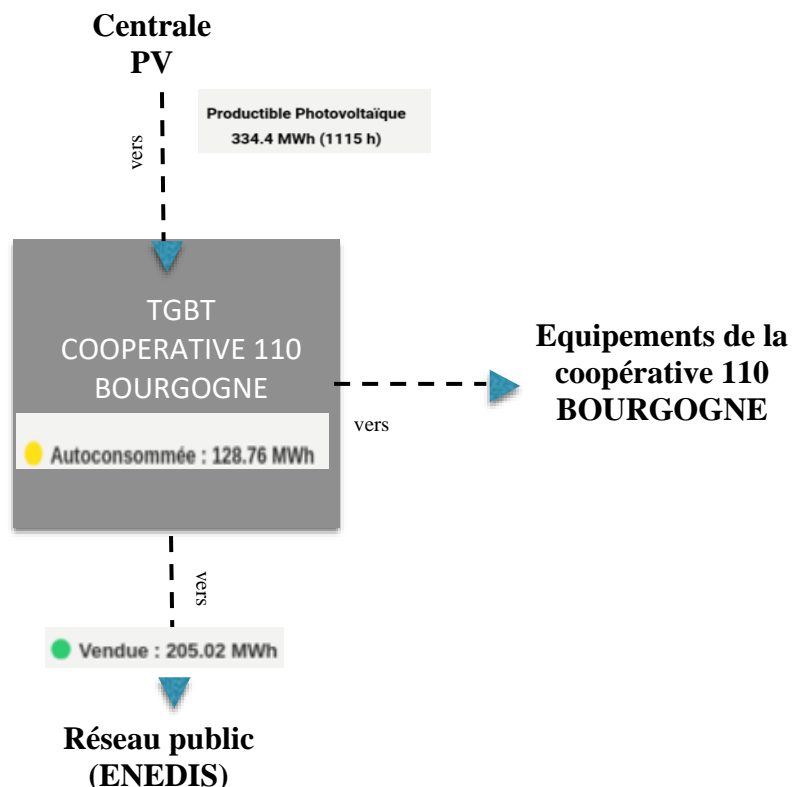 Centrale
PV
vers
Productible Photovoltaïque
334.4 MWh (1115 h)
TGBT
COOPERATIVE 110
BOURGOGNE
Autoconsommée : 128.76 MWh
vers
Equipements de la
coopérative 110
BOURGOGNE
vers
Vendue : 205.02 MWh
Réseau public
(ENEDIS)